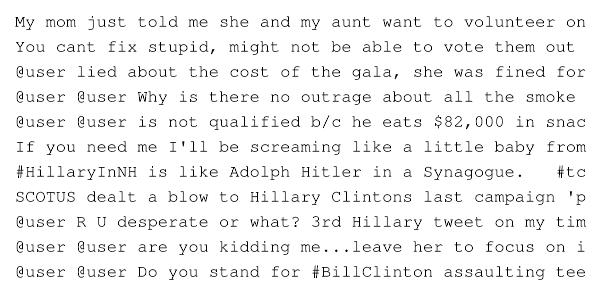 My mom just told me she and my aunt want to volunteer on
You cant fix stupid, might not be able to vote them out
@user lied about the cost of the gala, she was fined for
@user @user Why is there no outrage about all the smoke
@user @user is not qualified b/c he eats $82,000 in snac
If you need me I'll be screaming like a little baby from
#HillaryInNH is like Adolph Hitler in a Synagogue.   #tc
SCOTUS dealt a blow to Hillary Clintons last campaign 'p
@user R U desperate or what? 3rd Hillary tweet on my tim
@user @user are you kidding me...leave her to focus on i
@user @user Do you stand for #BillClinton assaulting tee